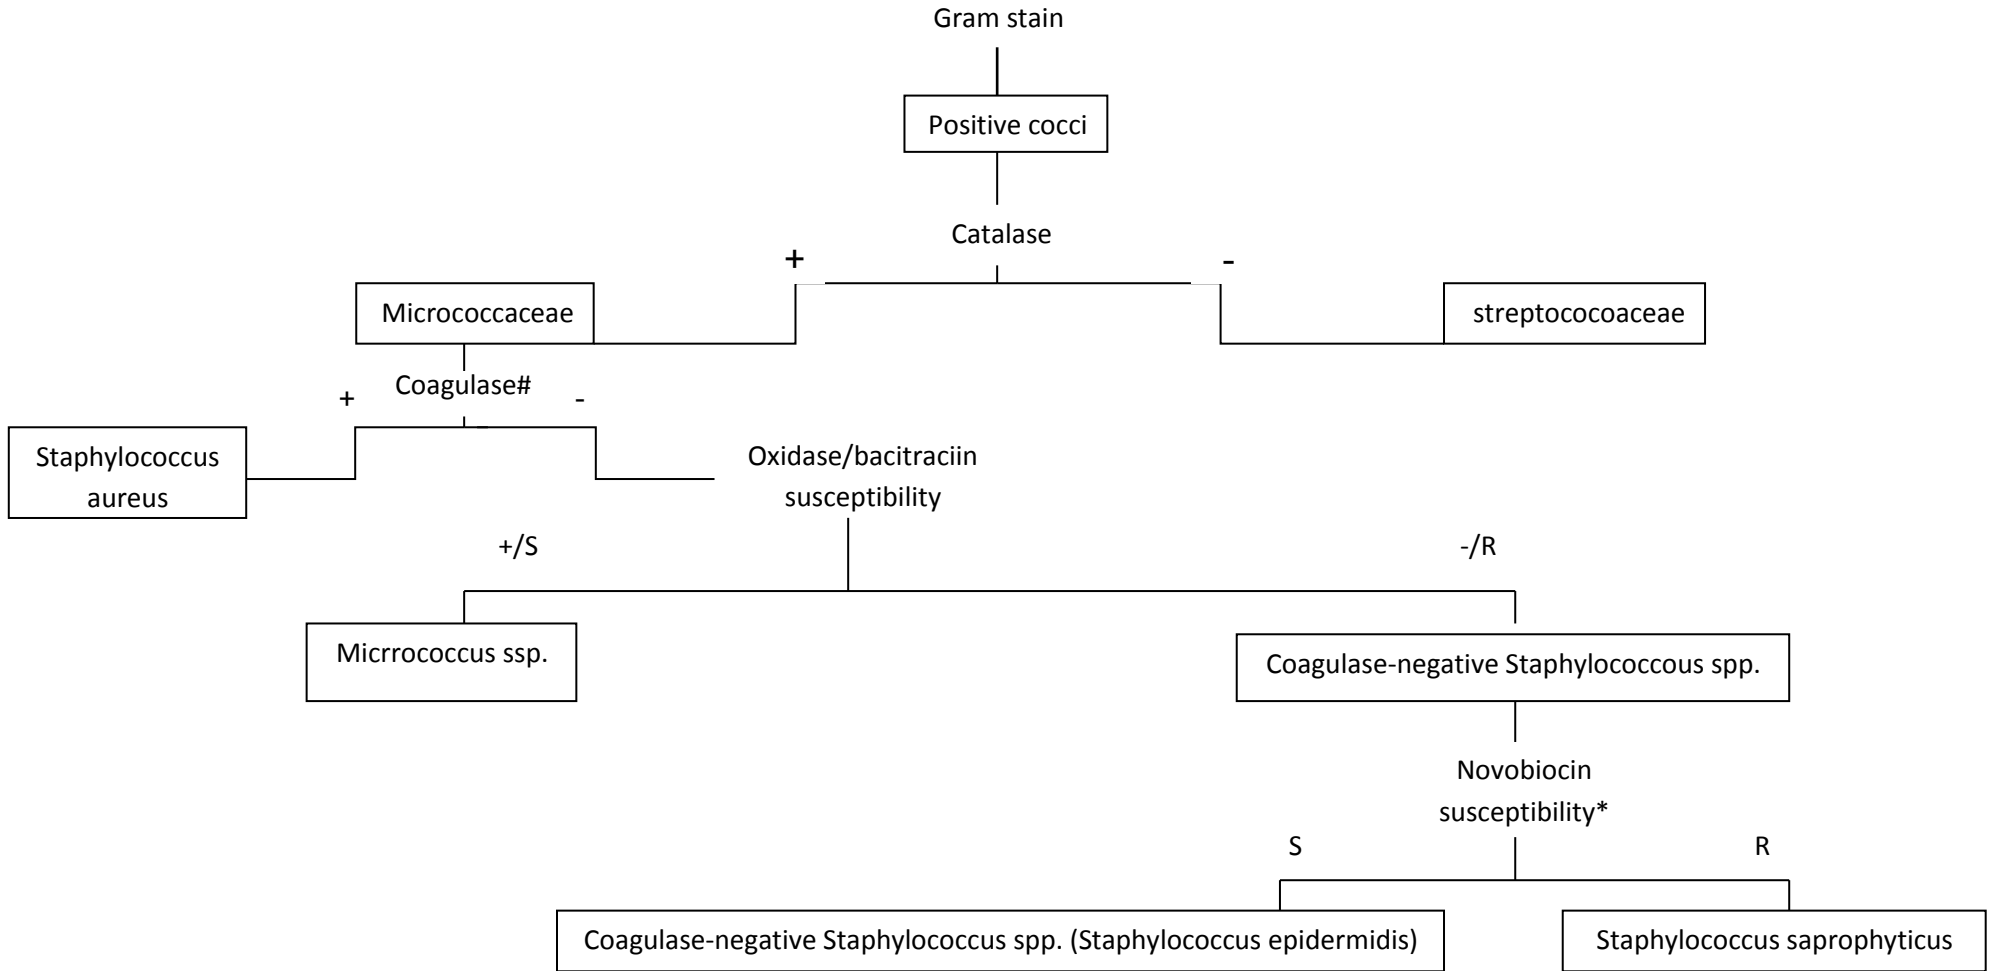 Gram stain
Positive cocci
Catalase
+
-
Micrococcaceae
streptococoaceae
Coagulase#
+
-
Staphylococcus
aureus
Oxidase/bacitraciin
susceptibility
+/S
-/R
Micrrococcus ssp.
Coagulase-negative Staphylococcous spp.
Novobiocin
susceptibility*
S
R
Coagulase-negative Staphylococcus spp. (Staphylococcus epidermidis)
Staphylococcus saprophyticus